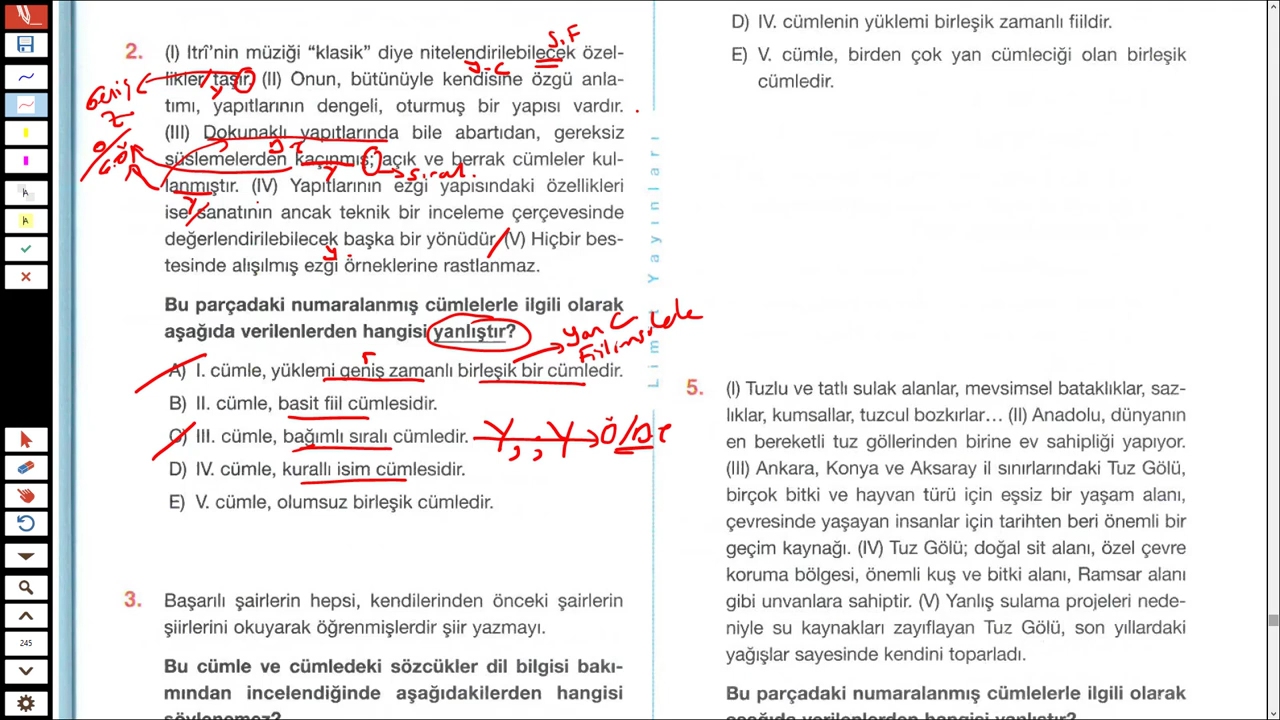 2. (I) Itrî’nin müziği “klasik” diye nitelendirilebilecek özel-
likler taşır. (II) Onun, bütünüyle kendisine özgü anla-
tımı, yapıtlarının dengeli, oturmuş bir yapısı vardır.
(III) Dokunaklı yapıtlarında bile abartıdan, gereksiz
süslemelerden kaçınmış; açık ve berrak cümleler kul-
lanmıştır. (IV) Yapıtlarının ezgi yapısındaki özellikleri
ise sanatının ancak teknik bir inceleme çerçevesinde
değerlendirilebilecek başka bir yönüdür. (V) Hiçbir bes-
tesinde alışılmış ezgi örneklerine rastlanmaz.
Bu parçadaki numaralanmış cümlelerle ilgili olarak
aşağıda verilenlerden hangisi yanlıştır?
A) I. cümle, yüklemi geniş zamanlı birleşik bir cümledir.
B) II. cümle, basit fiil cümlesidir.
C) III. cümle, bağımlı sıralı cümledir.
D) IV. cümle, kurallı isim cümlesidir.
E) V. cümle, olumsuz birleşik cümledir.
S.F
y.c
Geniş
Z
Sıralı.
yan C
Fiilimsilerle
Y, ; Y Ö/DT
3. Başarılı şairlerin hepsi, kendilerinden önceki şairlerin
şiirlerini okuyarak öğrenmişlerdir şiir yazmayı.
Bu cümle ve cümledeki sözcükler dil bilgisi bakı-
mından incelendiğinde aşağıdakilerden hangisi
söylenemez?
Limit Yayınları
D) IV. cümlenin yüklemi birleşik zamanlı fiildir.
E) V. cümle, birden çok yan cümleciği olan birleşik
cümledir.
5. (I) Tuzlu ve tatlı sulak alanlar, mevsimsel bataklıklar, saz-
lıklar, kumsallar, tuzcul bozkırlar… (II) Anadolu, dünyanın
en bereketli tuz göllerinden birine ev sahipliği yapıyor.
(III) Ankara, Konya ve Aksaray il sınırlarındaki Tuz Gölü,
birçok bitki ve hayvan türü için eşsiz bir yaşam alanı,
çevresinde yaşayan insanlar için tarihten beri önemli bir
geçim kaynağı. (IV) Tuz Gölü; doğal sit alanı, özel çevre
koruma bölgesi, önemli kuş ve bitki alanı, Ramsar alanı
gibi unvanlara sahiptir. (V) Yanlış sulama projeleri nede-
niyle su kaynakları zayıflayan Tuz Gölü, son yıllardaki
yağışlar sayesinde kendini toparladı.
Bu parçadaki numaralanmış cümlelerle ilgili olarak
aşağıda verilenlerden hangisi yanlıştır?
245